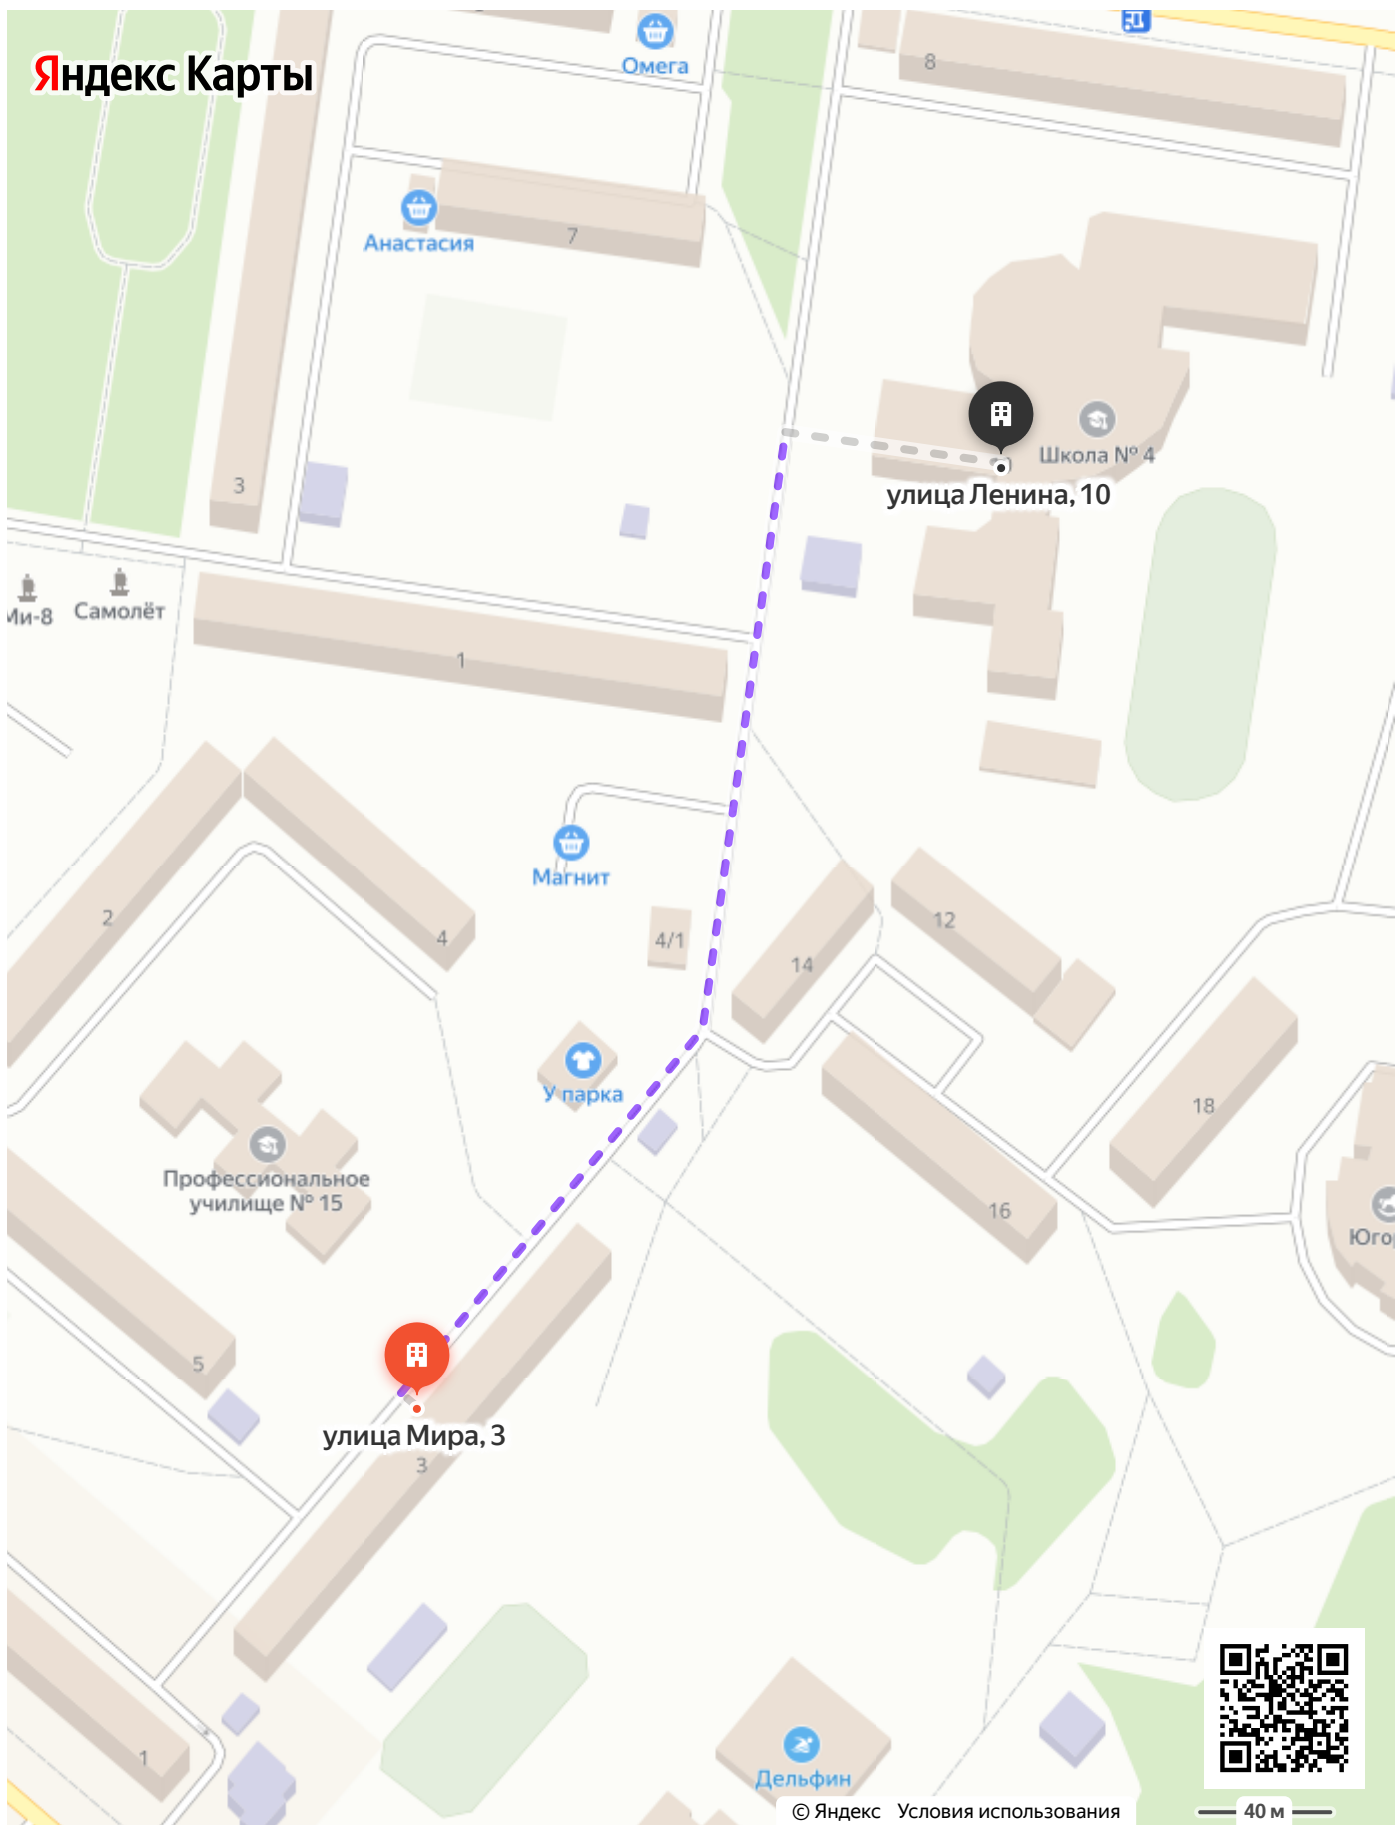 Яндекс Карты
Омега
8
Анастасия
7
Школа № 4
улица Ленина, 10
3
Ми-8
Самолёт
1
Магнит
2
4
4/1
14
12
У парка
18
Профессиональное
училище № 15
16
5
улица Мира, 3
3
1
Дельфин
© Яндекс Условия использования
40 м